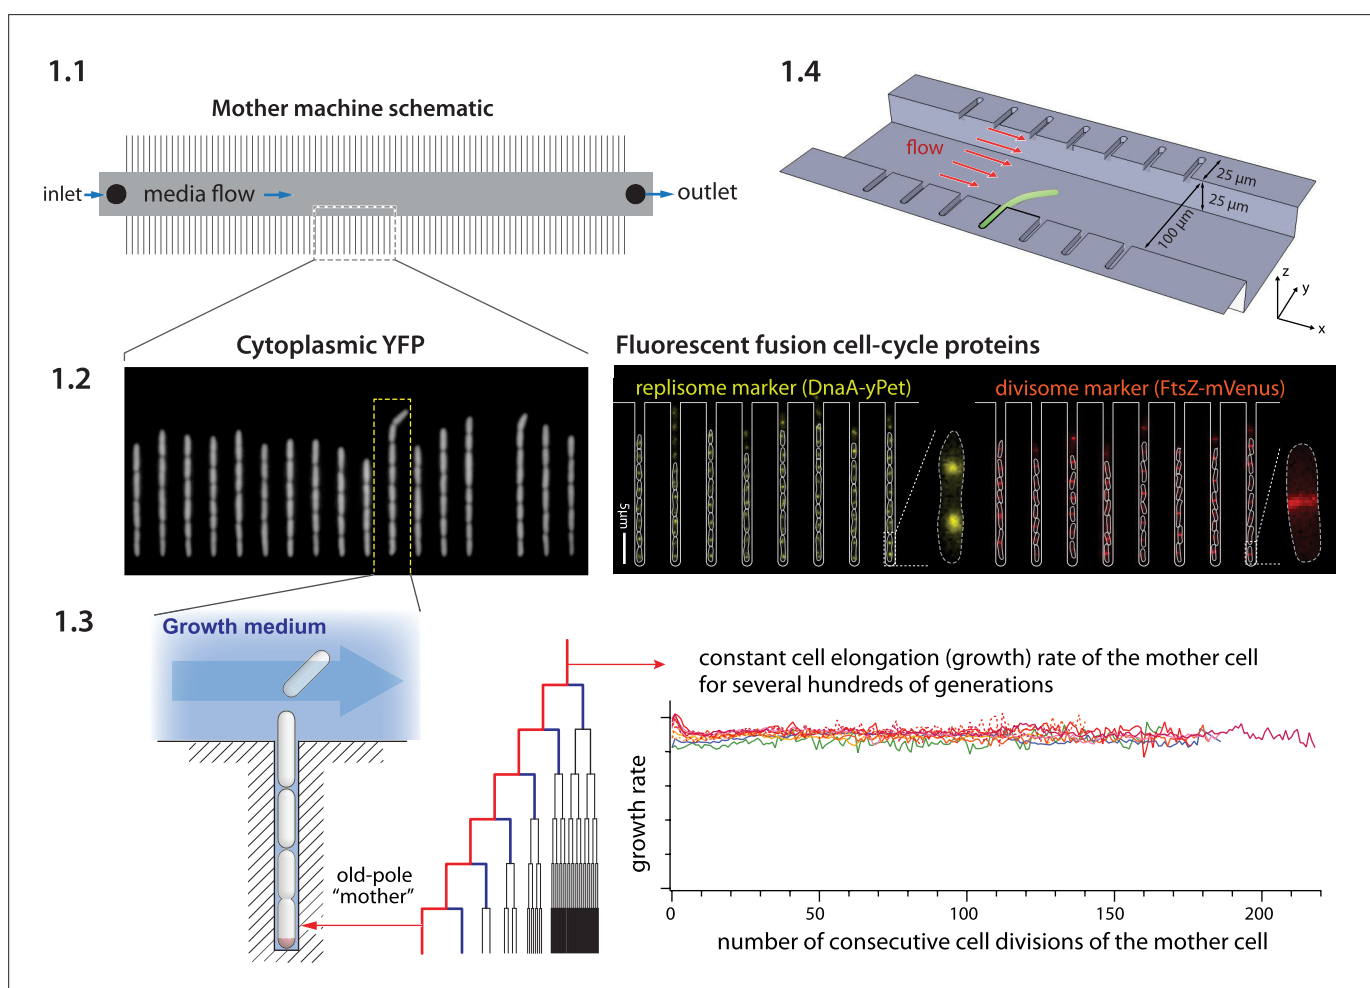 1.1
Mother machine schematic
inlet
media flow
outlet
1.4
flow
25 µm
25 µm
100 µm
z
y
x
1.2
Cytoplasmic YFP
Fluorescent fusion cell-cycle proteins
replisome marker (DnaA-yPet)
divisome marker (FtsZ-mVenus)
5µm
1.3
Growth medium
old-pole
“mother”
constant cell elongation (growth) rate of the mother cell
for several hundreds of generations
growth rate
0 50 100 150 200
number of consecutive cell divisions of the mother cell